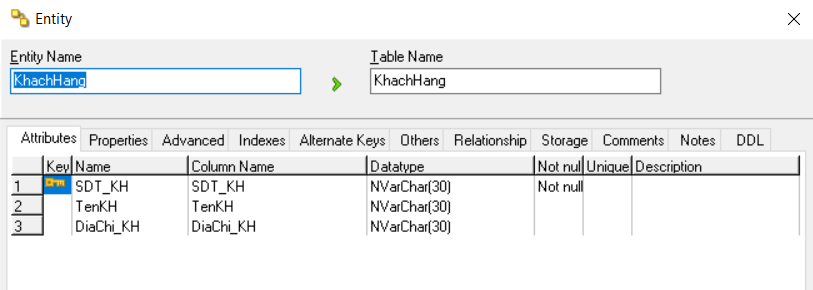 Entity
Entity Name Table Name
KhachHang KhachHang
Attributes Properties Advanced Indexes Alternate Keys Others Relationship Storage Comments Notes DDL
Key Name Column Name Datatype Not nul Unique Description
1 SDT_KH SDT_KH NVarChar(30) Not null
2 TenKH TenKH NVarChar(30)
3 DiaChi_KH DiaChi_KH NVarChar(30)